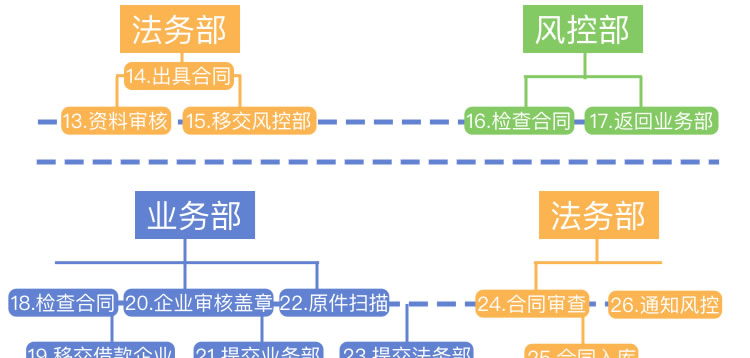 法务部
风控部
14.出具合同
13.资料审核
15.移交风控部
16.检查合同
17.返回业务部
业务部
法务部
18.检查合同
20.企业审核盖章
22.原件扫描
24.合同审查
26.通知风控
19.移交借款企业
21.提交业务部
23.提交法务部
25.合同入库